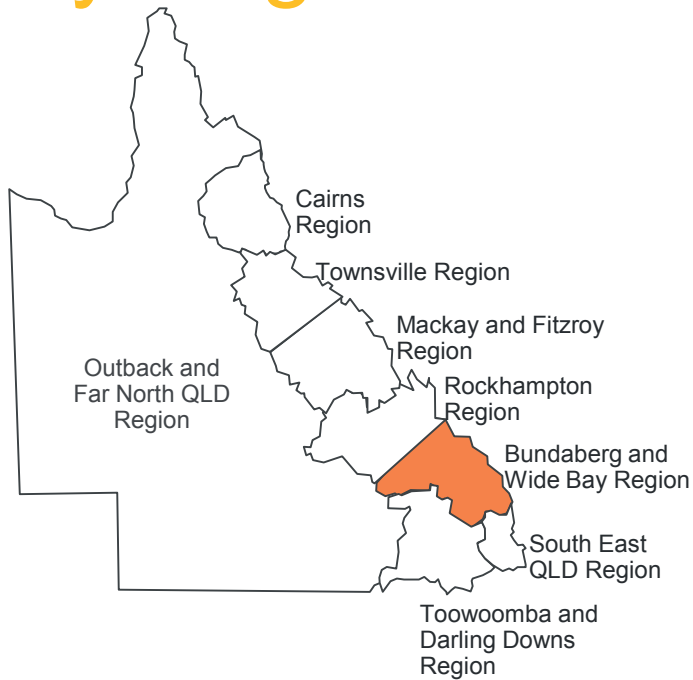 Cairns
Region
Townsville Region
Mackay and Fitzroy
Region
Outback and
Far North QLD
Region
Rockhampton
Region
Bundaberg and
Wide Bay Region
South East
QLD Region
Toowoomba and
Darling Downs
Region